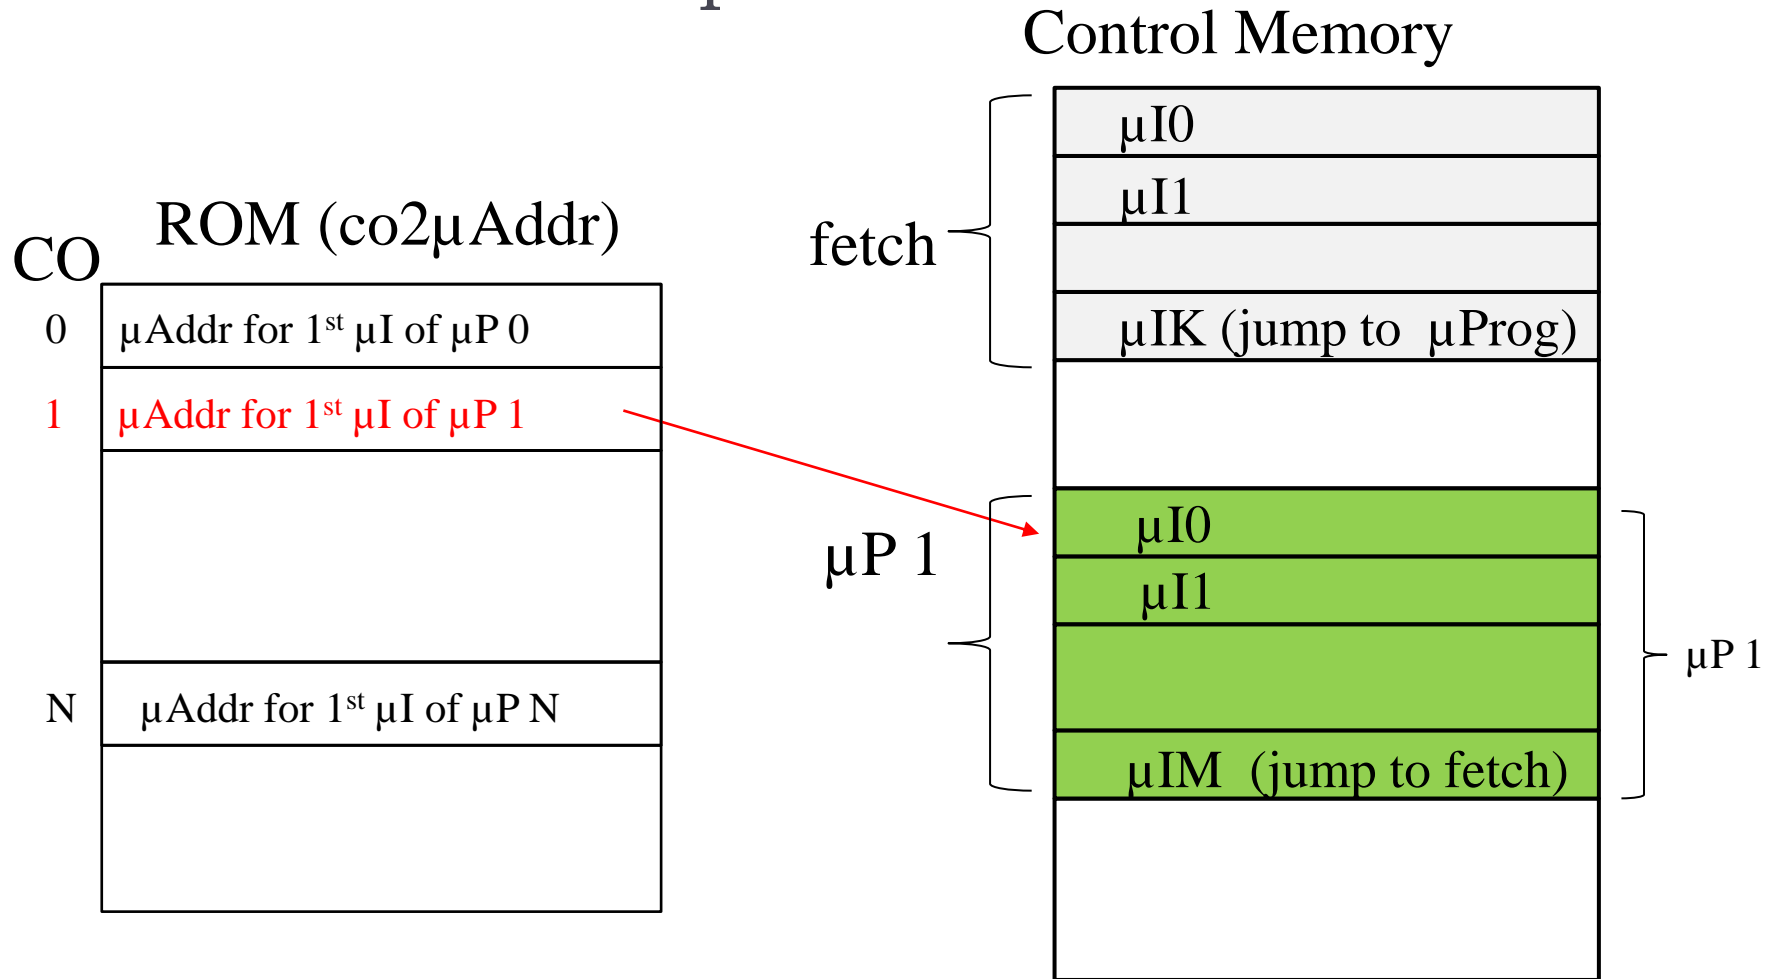 Control Memory
µI0
µI1
fetch
µIK (jump to µProg)
ROM (co2µAddr)
CO
0 µAddr for 1st µI of µP 0
1 µAddr for 1st µI of µP 1
N µAddr for 1st µI of µP N
µP 1
µI0
µI1
µIM (jump to fetch)
µP 1